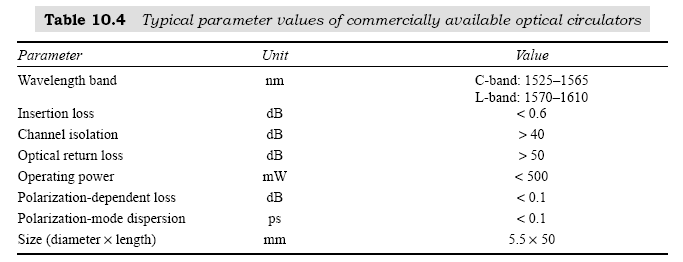 Table 10.4 Typical parameter values of commercially available optical circulators
Parameter Unit Value
Wavelength band nm C-band: 1525–1565
L-band: 1570–1610
Insertion loss dB < 0.6
Channel isolation dB > 40
Optical return loss dB > 50
Operating power mW < 500
Polarization-dependent loss dB < 0.1
Polarization-mode dispersion ps < 0.1
Size (diameter × length) mm 5.5 × 50